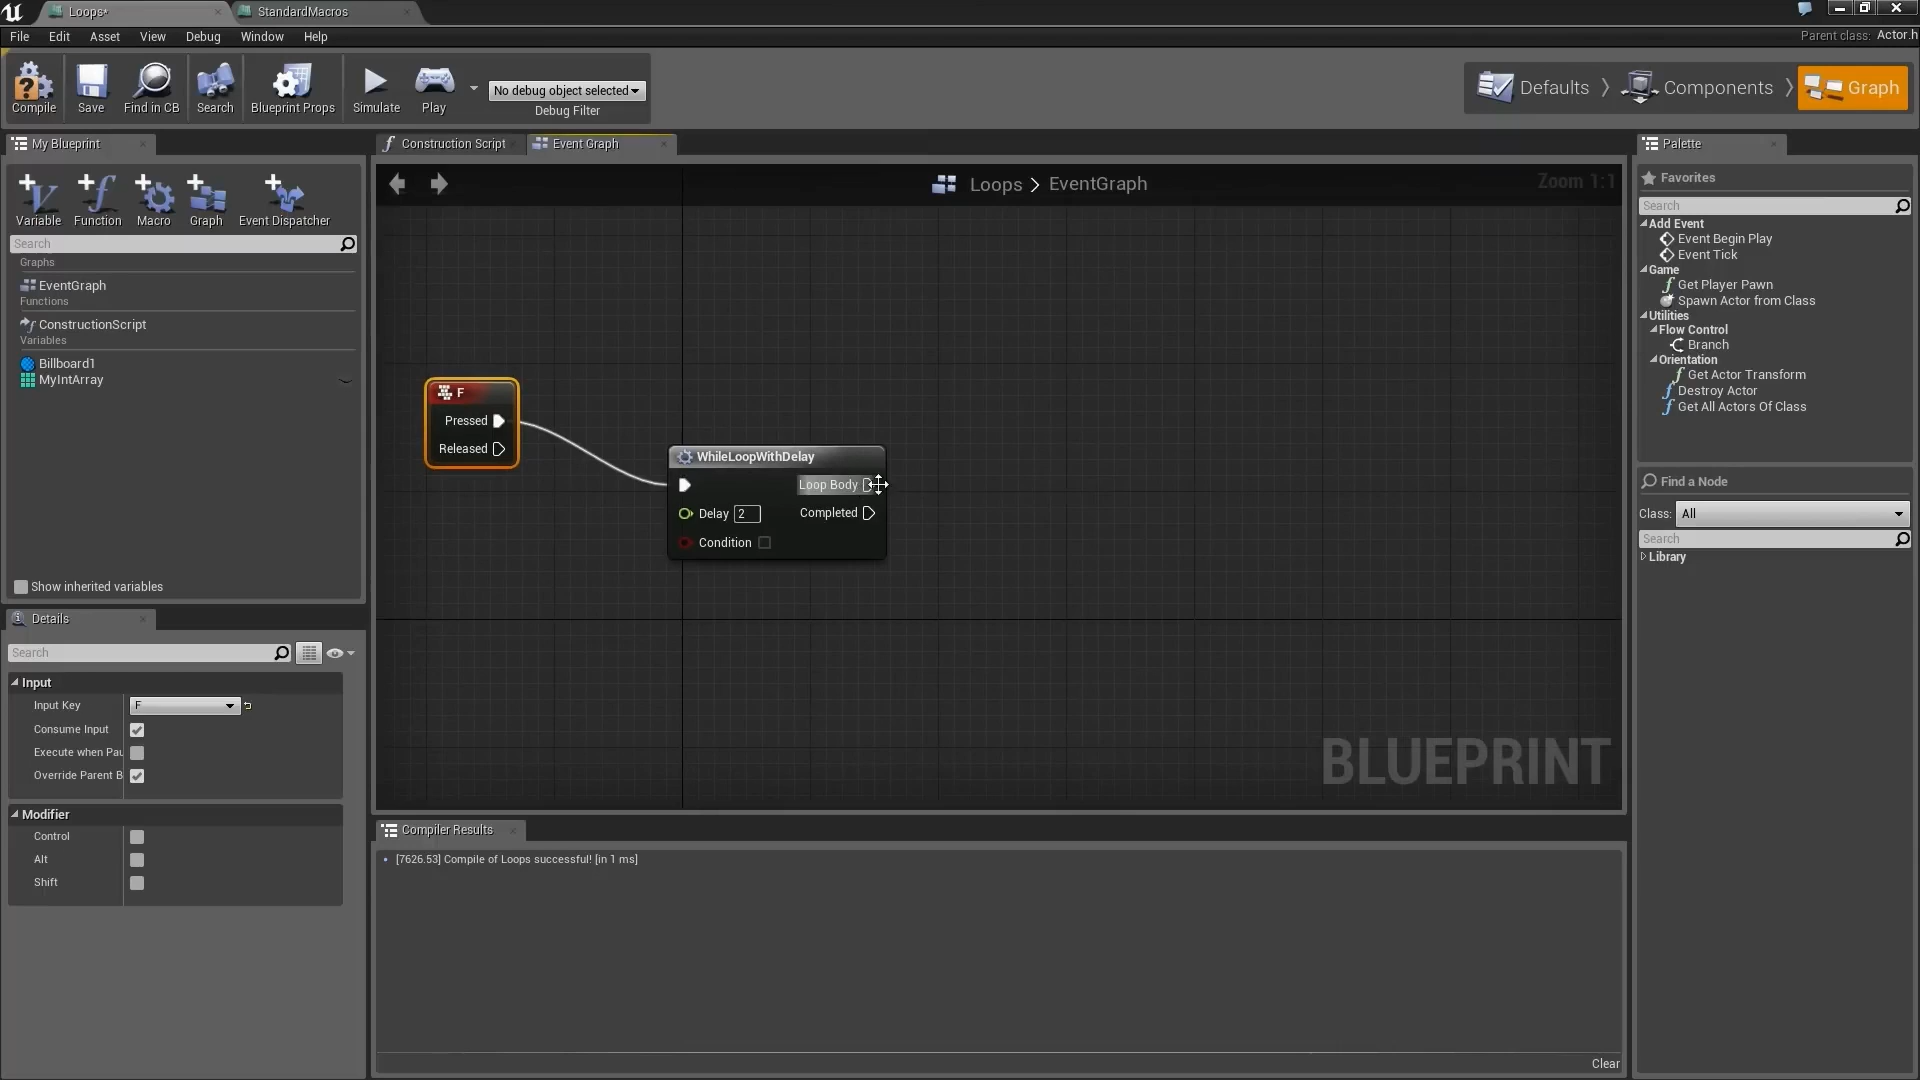 Loops*
StandardMacros
File Edit Asset View Debug Window Help
Parent class: Actor.h
Compile
Save
Find in CB
Search
Blueprint Props
Simulate
Play
No debug object selected
Debug Filter
Defaults
Components
Graph
My Blueprint
Variable
Function
Macro
Graph
Event Dispatcher
Search
Graphs
EventGraph
Functions
ConstructionScript
Variables
Billboard1
MyIntArray
Show inherited variables
Details
Search
Input
Input Key F
Consume Input
Execute when Pau
Override Parent B
Modifier
Control
Alt
Shift
Construction Script
Event Graph
Loops > EventGraph
Zoom 1:1
F
Pressed
Released
WhileLoopWithDelay
Loop Body
Delay 2
Completed
Condition
BLUEPRINT
Compiler Results
• [7626.53] Compile of Loops successful! [in 1 ms]
Clear
Palette
Favorites
Search
Add Event
Event Begin Play
Event Tick
Game
Get Player Pawn
Spawn Actor from Class
Utilities
Flow Control
Branch
Orientation
Get Actor Transform
Destroy Actor
Get All Actors Of Class
Find a Node
Class: All
Search
Library